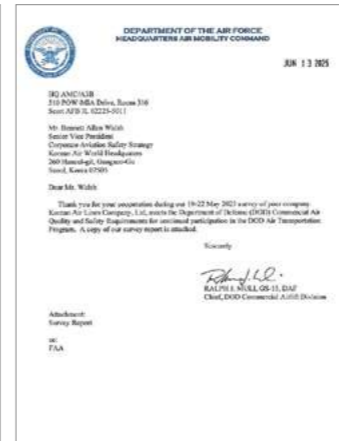 DEPARTMENT OF THE AIR FORCE
HEADQUARTERS AIR MOBILITY COMMAND
JUN 13 2025
HQ AMC/A3B
510 POW-MIA Drive, Room
Scott AFB IL 62225-5011
Mr. Bennett Allen Walsh
Senior Vice President
Corporate Aviation Safety Strategy
Korean Air World Headquarters
260 Haneul-gil, Gangseo-Gu
Seoul, Korea 07505
Dear Mr. Walsh
Thank you for your cooperation during our 19-22 May 2025 survey of your company.
Korean Air Lines Company, Ltd, meets the Department of Defense (DOD) Commercial Air
Quality and Safety Requirements for continued participation in the DOD Air Transportation
Program. A copy of our survey report is attached.
Sincerely
RALPH J. GS-15, DAF
Chief, DOD Commercial Airlift Division
Attachment:
Survey Report
cc:
FAA